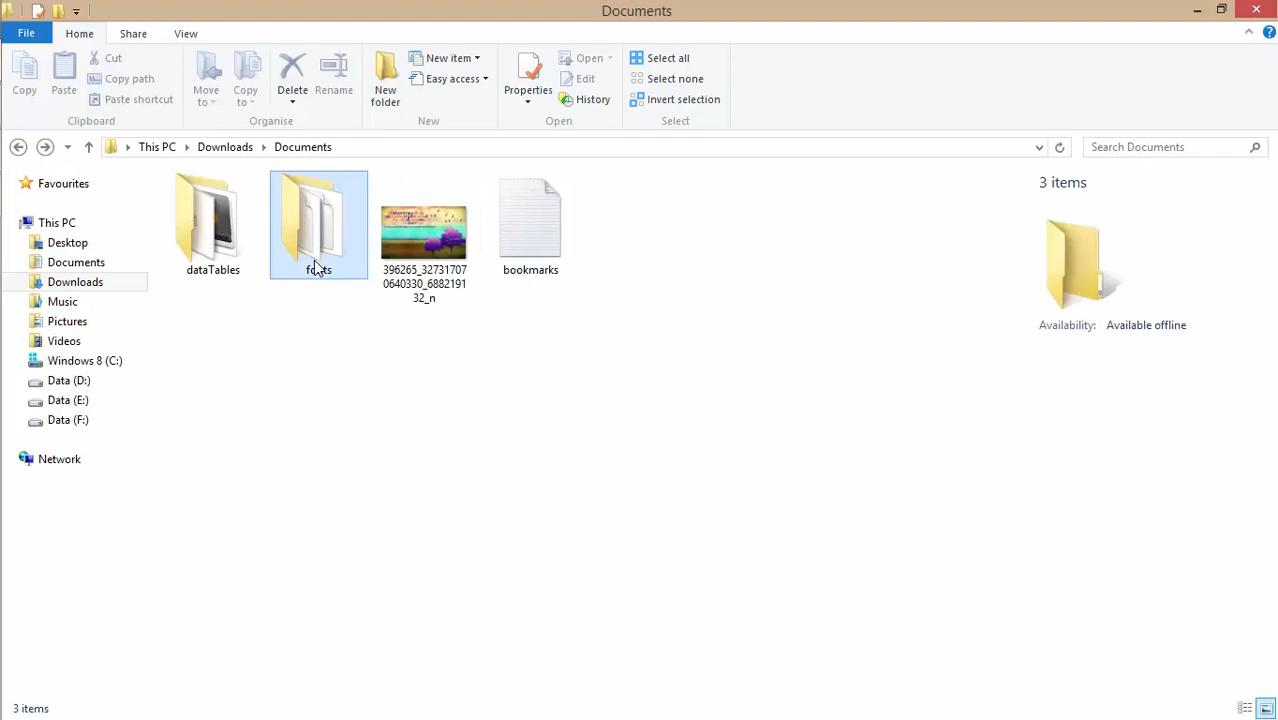 Documents
File
Home
Share
View
Copy
Paste
Cut
Copy path
Paste shortcut
Clipboard
Move to
Copy to
Delete
Rename
Organise
New folder
New item
Easy access
New
Properties
Open
Edit
History
Open
Select all
Select none
Invert selection
Select
This PC
Downloads
Documents
Search Documents
Favourites
This PC
Desktop
Documents
Downloads
Music
Pictures
Videos
Windows 8 (C:)
Data (D:)
Data (E:)
Data (F:)
Network
dataTables
fonts
396265_32731707
0640330_6882191
32_n
bookmarks
3 items
Availability: Available offline
3 items